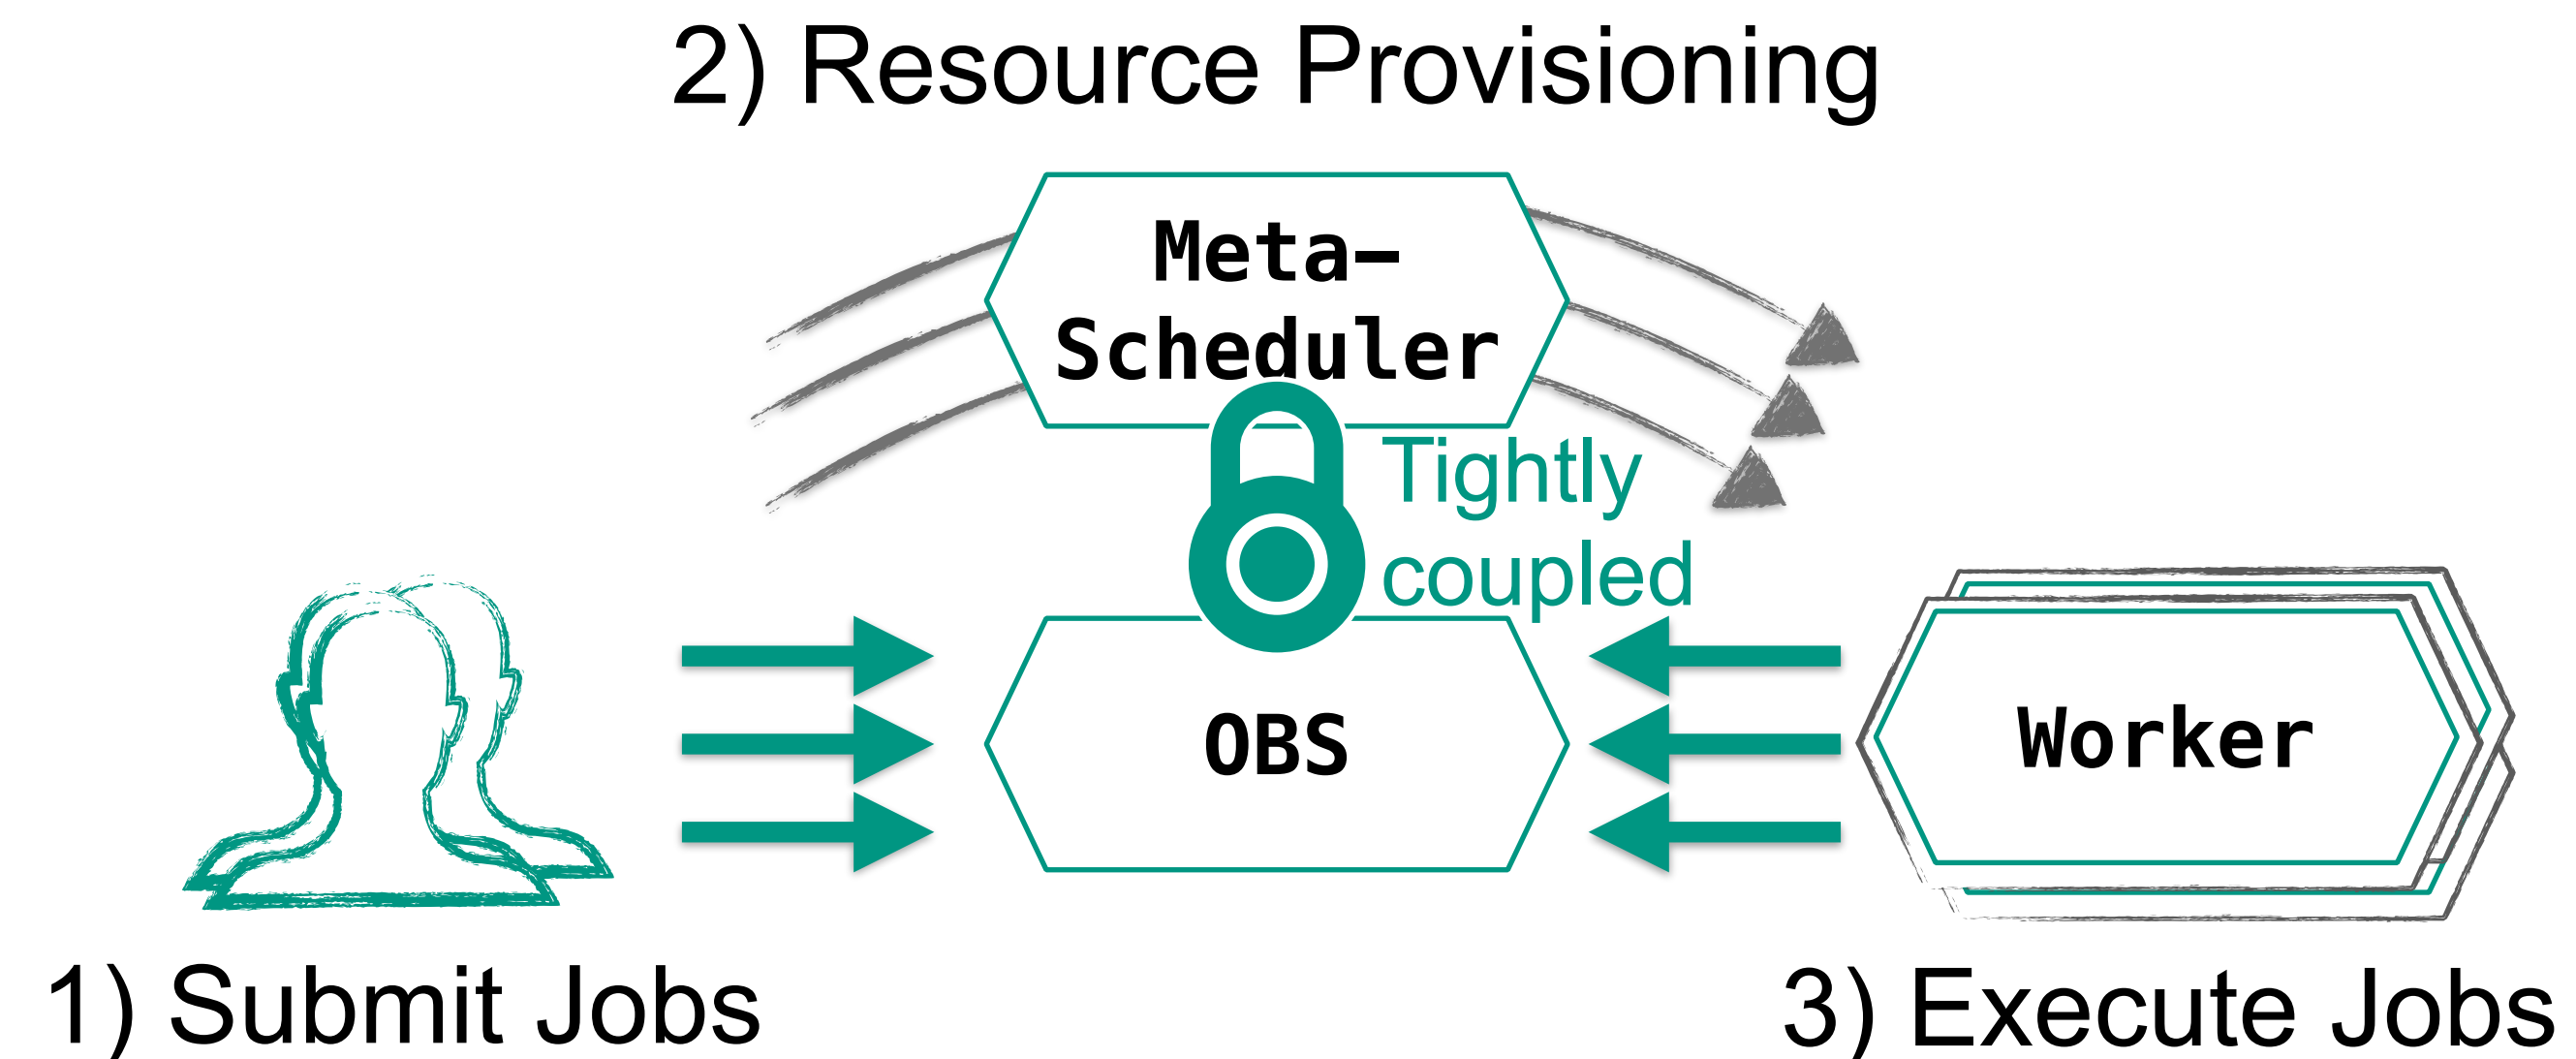 2) Resource Provisioning
Meta-
Scheduler
Tightly
coupled
OBS
Worker
1) Submit Jobs
3) Execute Jobs